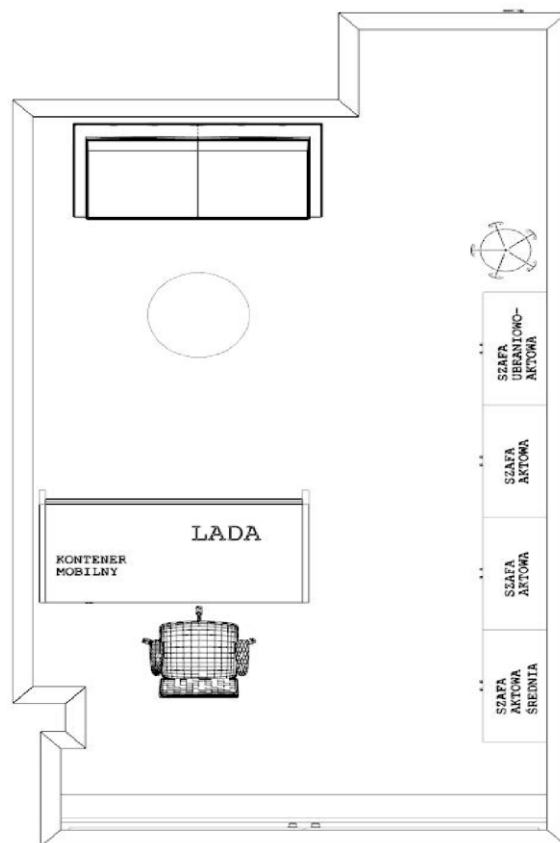 SZAFA
UBRANIOWO-
AKTOWA
SZAFA
AKTOWA
LADA
KONTENER
MOBILNY
SZAFA
AKTOWA
SZAFA
AKTOWA
ŚREDNIA